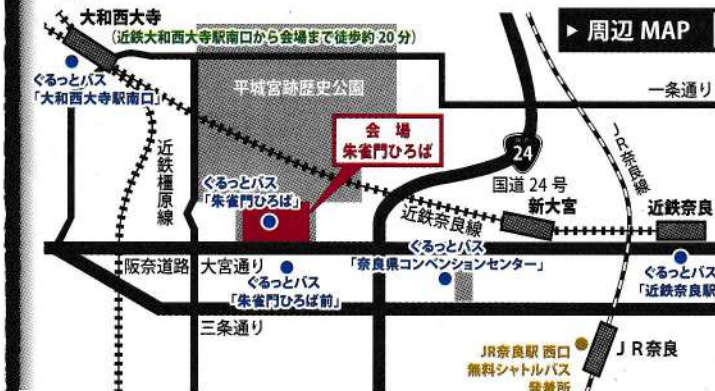 大和西大寺
(近鉄大和西大寺駅南口から会場まで徒歩約20分)
▶ 周辺 MAP
ぐるっとバス
「大和西大寺駅南口」
平城宮跡歴史公園
一条通り
会場
朱雀門ひろば
24
国道24号
JR奈良線
近鉄橿原線
ぐるっとバス
「朱雀門ひろば」
近鉄奈良線
新大宮
近鉄奈良
阪奈道路
大宮通り
ぐるっとバス
「朱雀門ひろば前」
ぐるっとバス
「奈良県コンベンションセンター」
ぐるっとバス
「近鉄奈良駅
三条通り
JR奈良駅 西口
無料シャトルバス
発着所
JR奈良